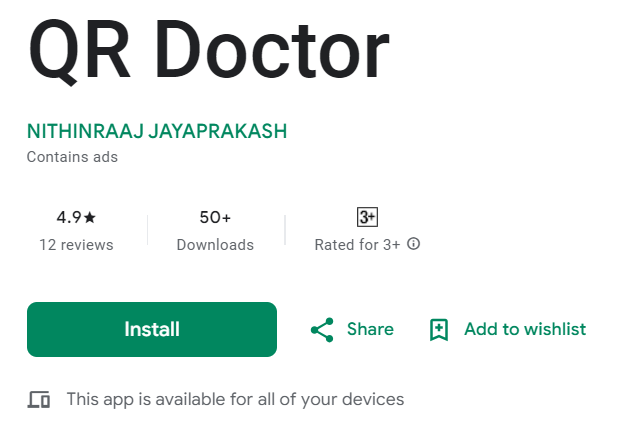 QR Doctor
NITHINRAAJ JAYAPRAKASH
Contains ads
4.9★ 50+ 3+
12 reviews Downloads Rated for 3+
Install Share Add to wishlist
This app is available for all of your devices